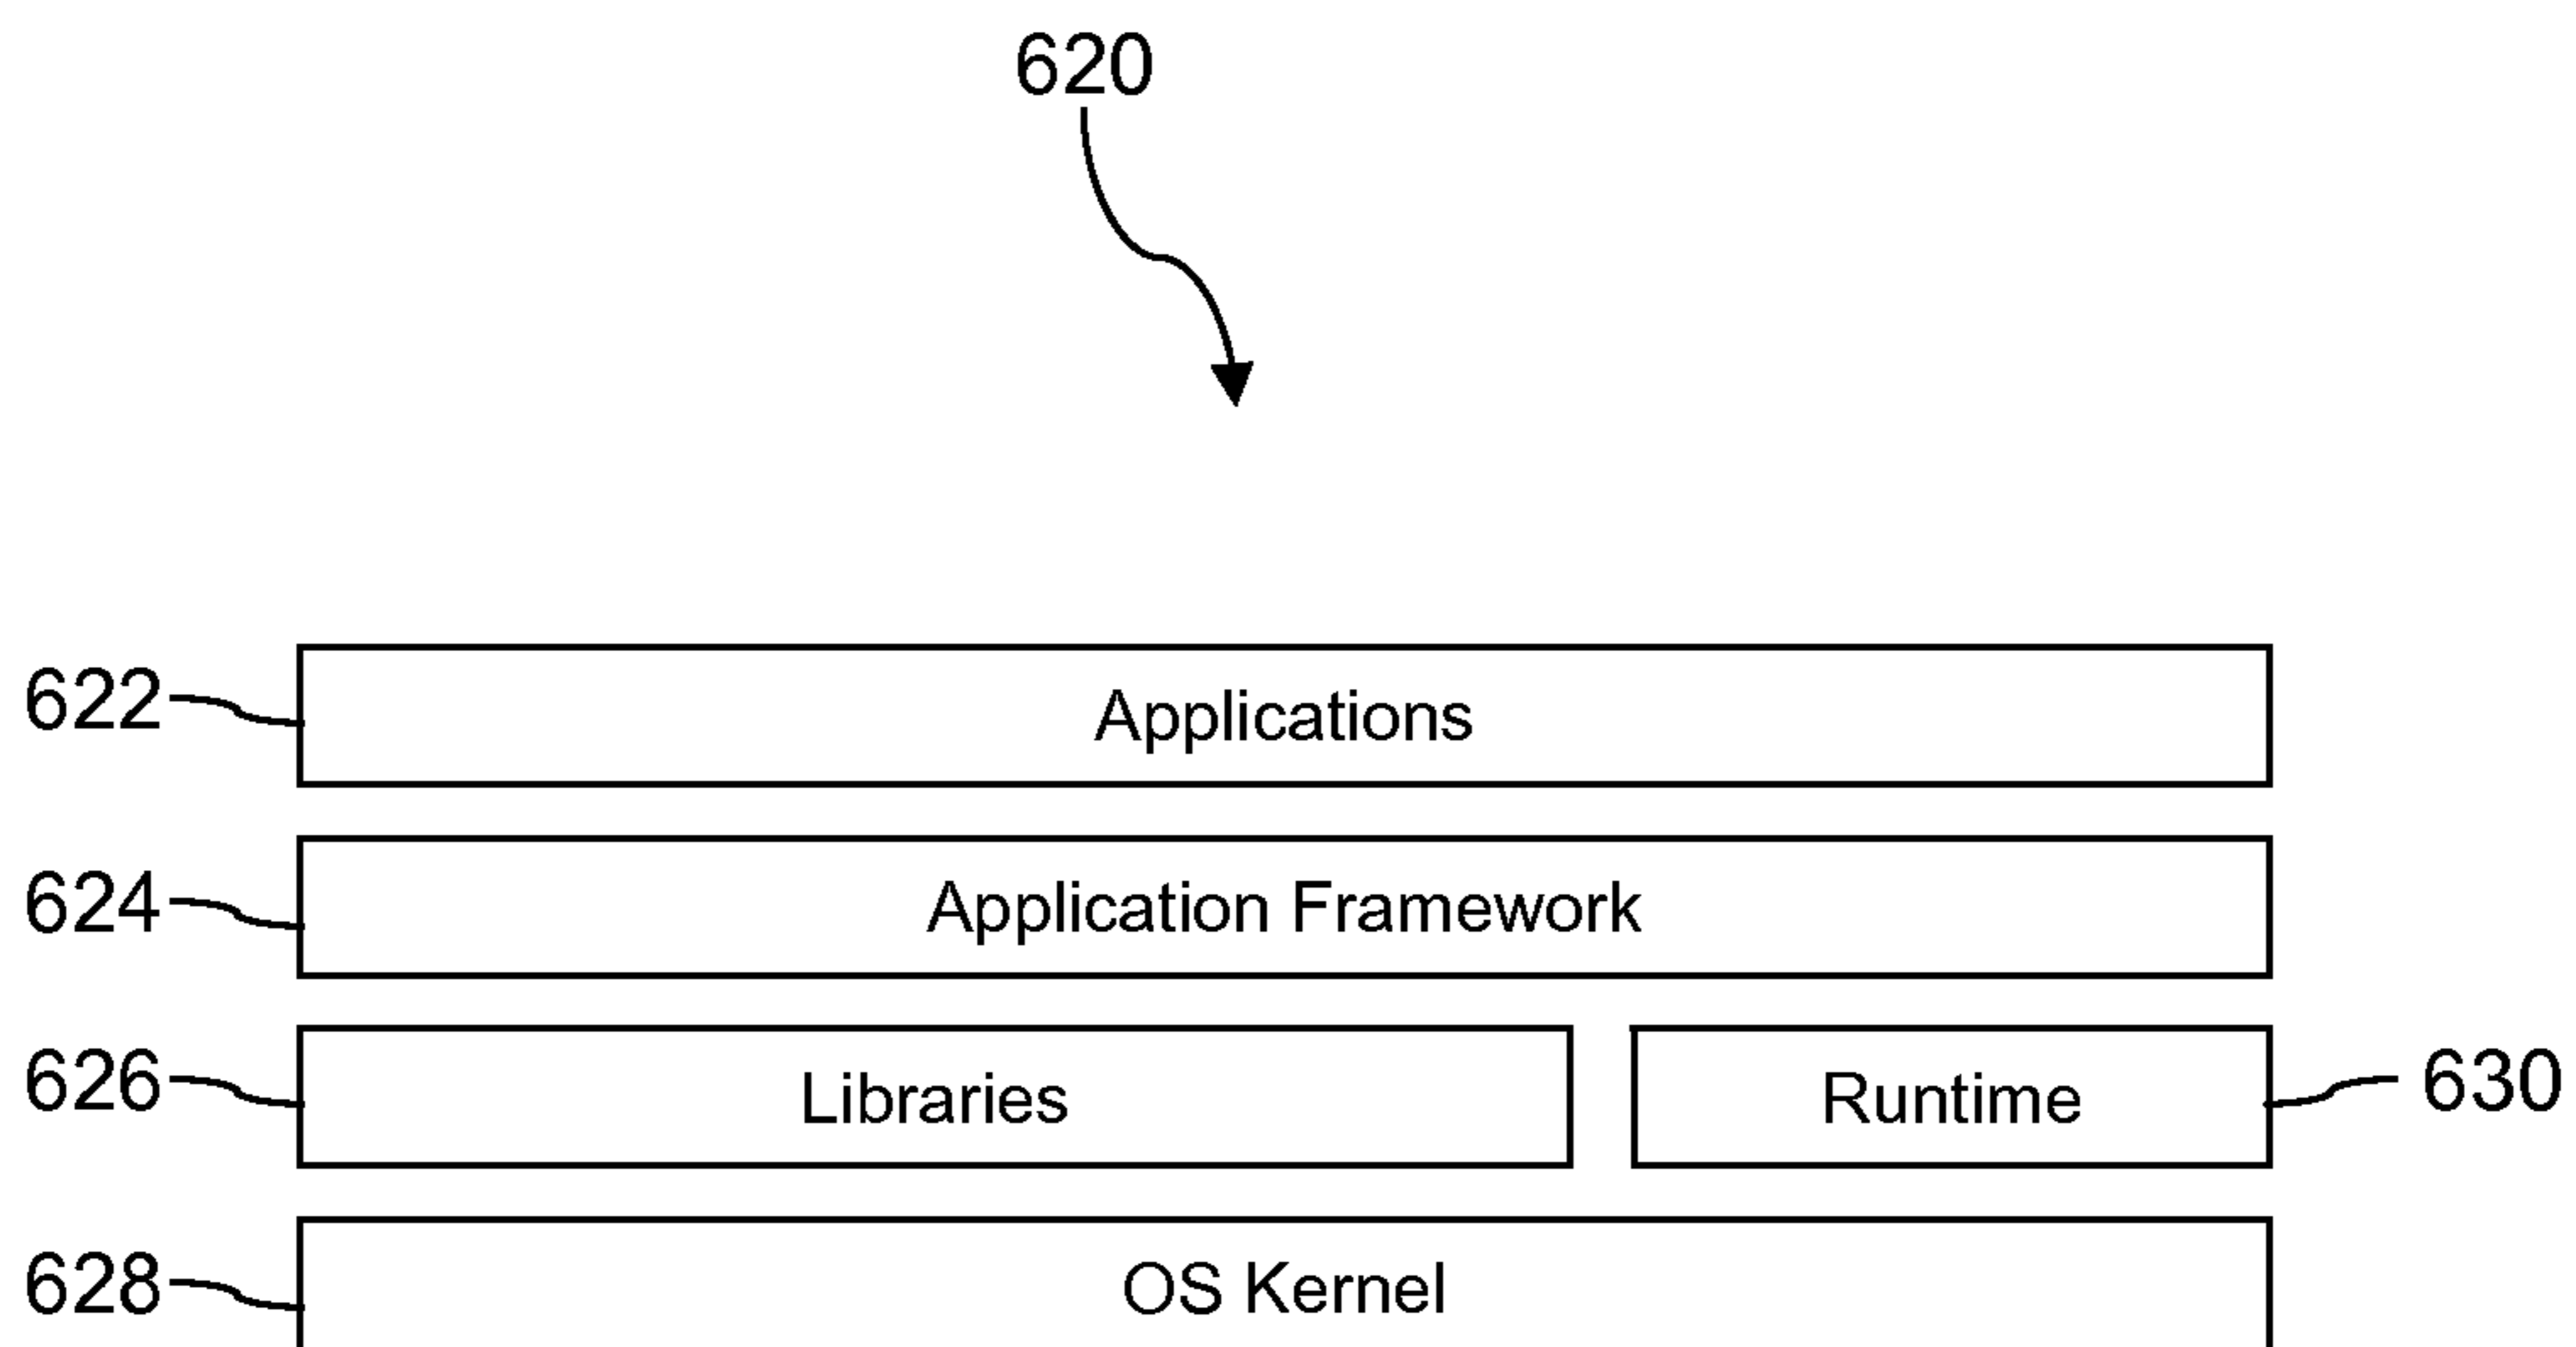 620
622 Applications
624 Application Framework
626 Libraries Runtime 630
628 OS Kernel